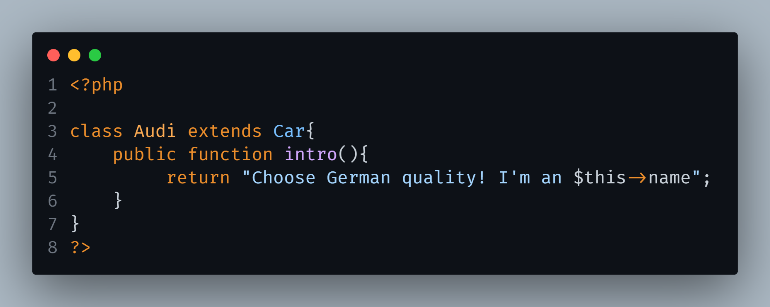 1 <?php
2
3 class Audi extends Car{
4     public function intro(){
5         return "Choose German quality! I'm an $this->name";
6     }
7 }
8 ?>